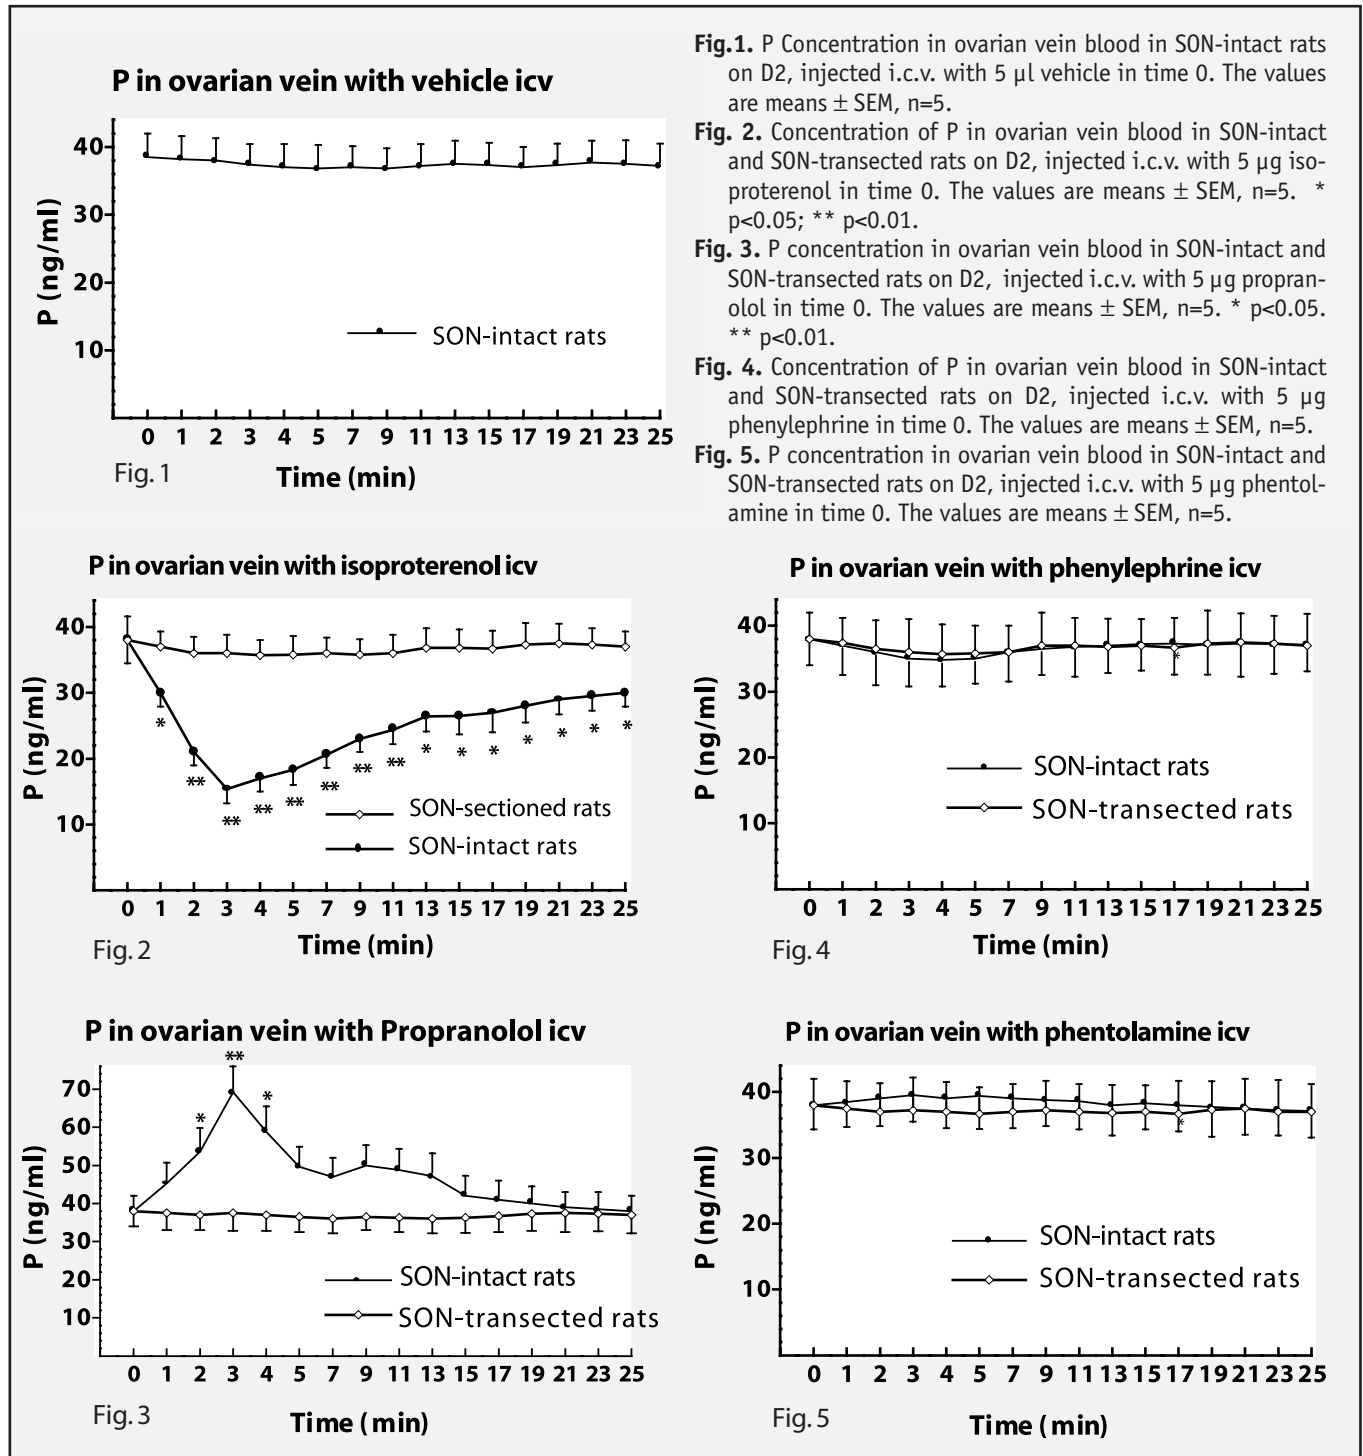 P in ovarian vein with vehicle icv
P (ng/ml)
40
30
20
10
SON-intact rats
0 1 2 3 4 5 7 9 11 13 15 17 19 21 23 25
Fig. 1
Time (min)
Fig.1. P Concentration in ovarian vein blood in SON-intact rats
on D2, injected i.c.v. with 5 µl vehicle in time 0. The values
are means ± SEM, n=5.
Fig. 2. Concentration of P in ovarian vein blood in SON-intact
and SON-transected rats on D2, injected i.c.v. with 5 µg iso-
proterenol in time 0. The values are means ± SEM, n=5. *
p<0.05; ** p<0.01.
Fig. 3. P concentration in ovarian vein blood in SON-intact and
SON-transected rats on D2, injected i.c.v. with 5 µg propran-
olol in time 0. The values are means ± SEM, n=5. * p<0.05.
** p<0.01.
Fig. 4. Concentration of P in ovarian vein blood in SON-intact
and SON-transected rats on D2, injected i.c.v. with 5 µg
phenylephrine in time 0. The values are means ± SEM, n=5.
Fig. 5. P concentration in ovarian vein blood in SON-intact and
SON-transected rats on D2, injected i.c.v. with 5 µg phentol-
amine in time 0. The values are means ± SEM, n=5.
P in ovarian vein with isoproterenol icv
P (ng/ml)
40
30
20
10
* ** ** ** ** ** ** ** * * * * * * *
SON-sectioned rats
SON-intact rats
0 1 2 3 4 5 7 9 11 13 15 17 19 21 23 25
Fig. 2
Time (min)
P in ovarian vein with phenylephrine icv
P (ng/ml)
40
30
20
10
*
SON-intact rats
SON-transected rats
0 1 2 3 4 5 7 9 11 13 15 17 19 21 23 25
Fig. 4
Time (min)
P in ovarian vein with Propranolol icv
P (ng/ml)
70
60
50
40
30
20
10
* ** *
SON-intact rats
SON-transected rats
0 1 2 3 4 5 7 9 11 13 15 17 19 21 23 25
Fig. 3
Time (min)
P in ovarian vein with phentolamine icv
P (ng/ml)
40
30
20
10
*
SON-intact rats
SON-transected rats
0 1 2 3 4 5 7 9 11 13 15 17 19 21 23 25
Fig. 5
Time (min)